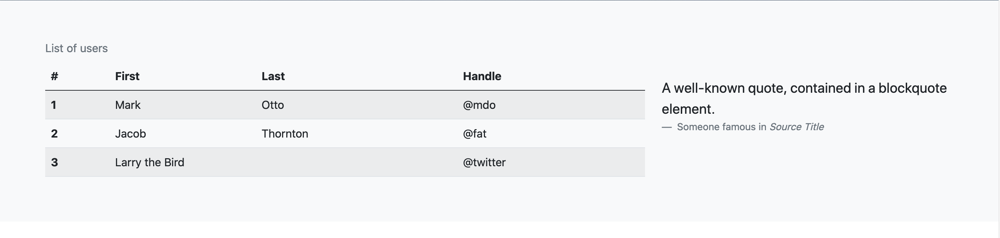 List of users
# First Last Handle
1 Mark Otto @mdo
2 Jacob Thornton @fat
3 Larry the Bird @twitter
A well-known quote, contained in a blockquote
element.
— Someone famous in Source Title